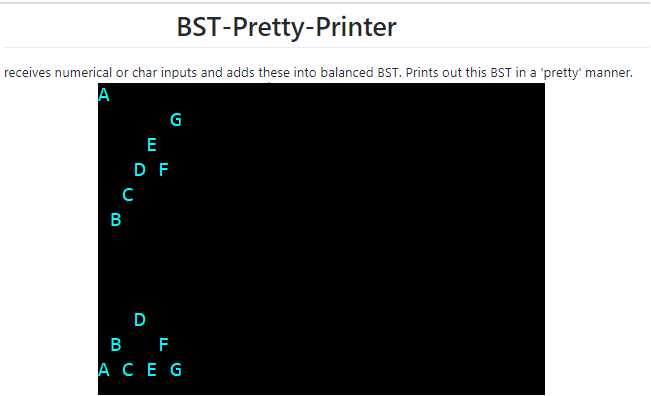 BST-Pretty-Printer
receives numerical or char inputs and adds these into balanced BST. Prints out this BST in a 'pretty' manner.
A
G
E
D F
C
B
D
B F
A C E G